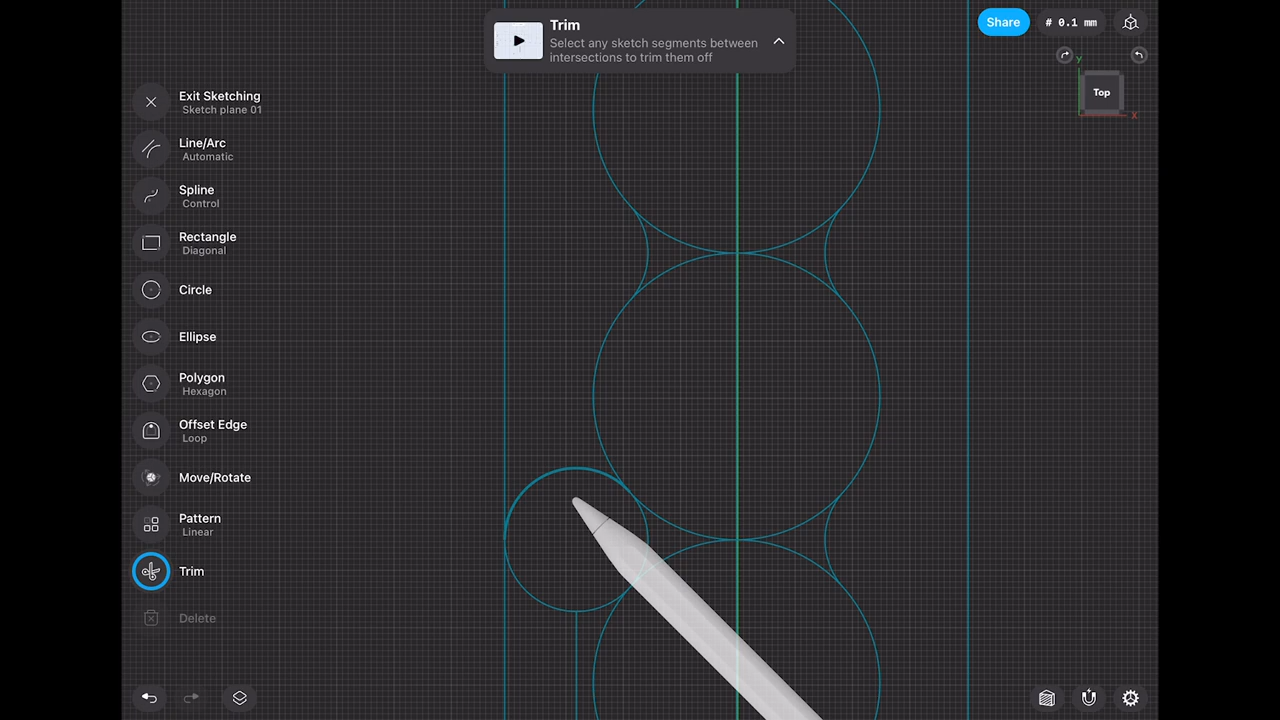 Trim
Select any sketch segments between
intersections to trim them off
Share
# 0.1 mm
y
Top
x
Exit Sketching
Sketch plane 01
Line/Arc
Automatic
Spline
Control
Rectangle
Diagonal
Circle
Ellipse
Polygon
Hexagon
Offset Edge
Loop
Move/Rotate
Pattern
Linear
Trim
Delete